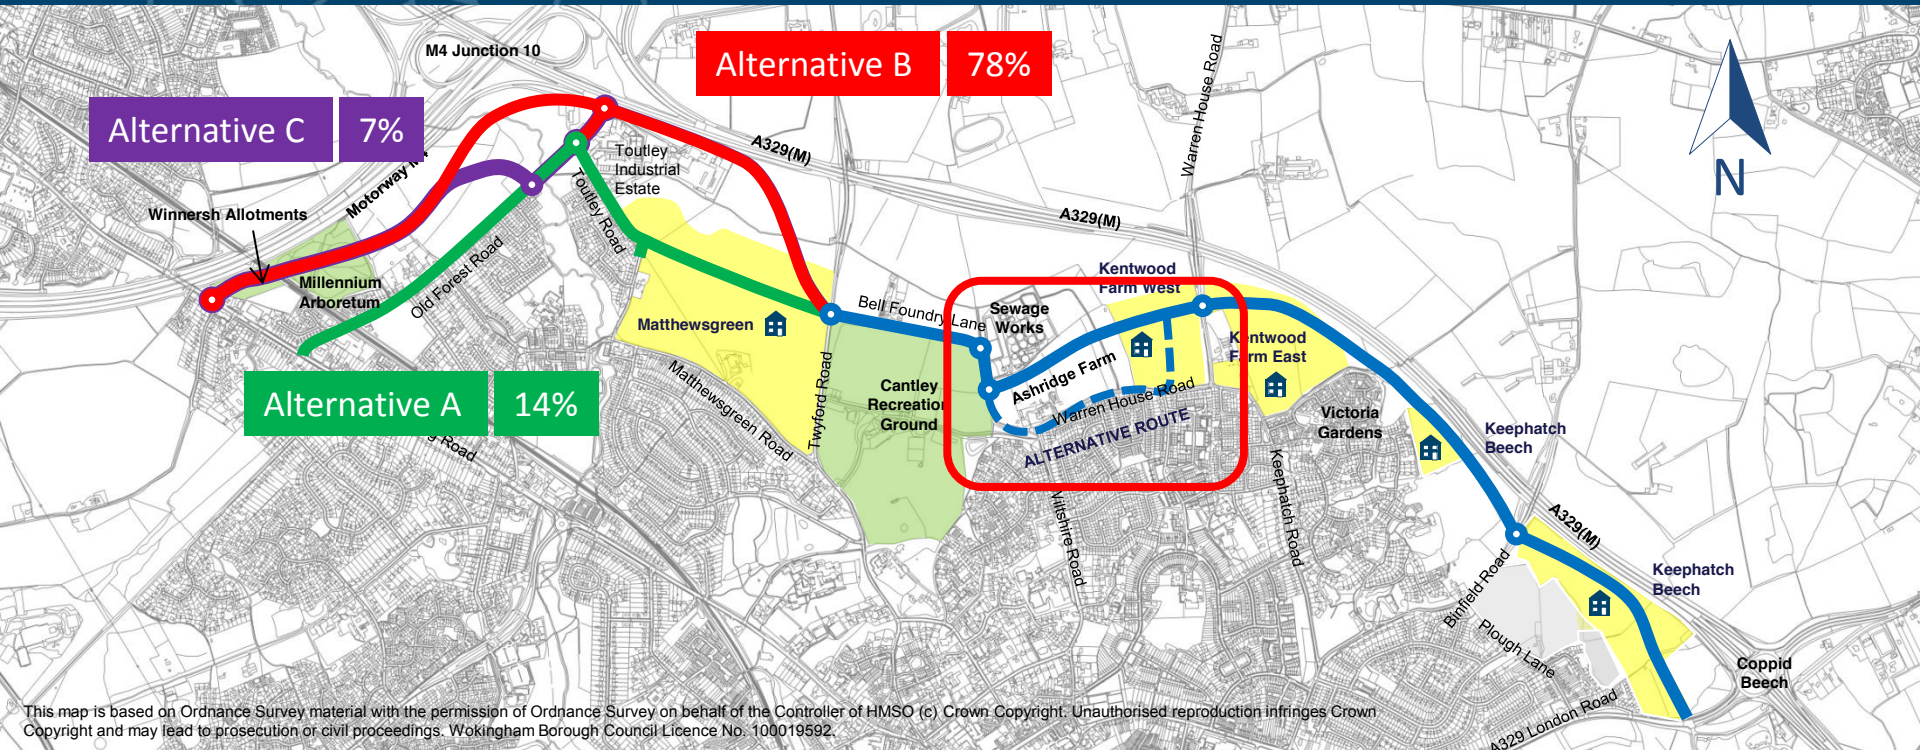 M4 Junction 10
Alternative B
78%
Warren House Road
Alternative C
7%
A329(M)
Toutley
Industrial
Estate
N
Motorway M4
Toutley Road
Winnersh Allotments
A329(M)
Old Forest Road
Millennium
Arboretum
Kentwood
Farm West
Bell Foundry Lane
Sewage
Works
Matthewsgreen
Kentwood
Farm East
Ashridge Farm
Matthewsgreen Road
Twyford Road
Cantley
Recreation
Ground
Warren House Road
ALTERNATIVE ROUTE
Alternative A
14%
Victoria
Gardens
Keephatch
Beech
Road
Keephatch Road
Wiltshire Road
A329(M)
Binfield Road
Keephatch
Beech
Plough Lane
Coppid
Beech
A329 London Road
This map is based on Ordnance Survey material with the permission of Ordnance Survey on behalf of the Controller of HMSO (c) Crown Copyright. Unauthorised reproduction infringes Crown
Copyright and may lead to prosecution or civil proceedings. Wokingham Borough Council Licence No. 100019592.